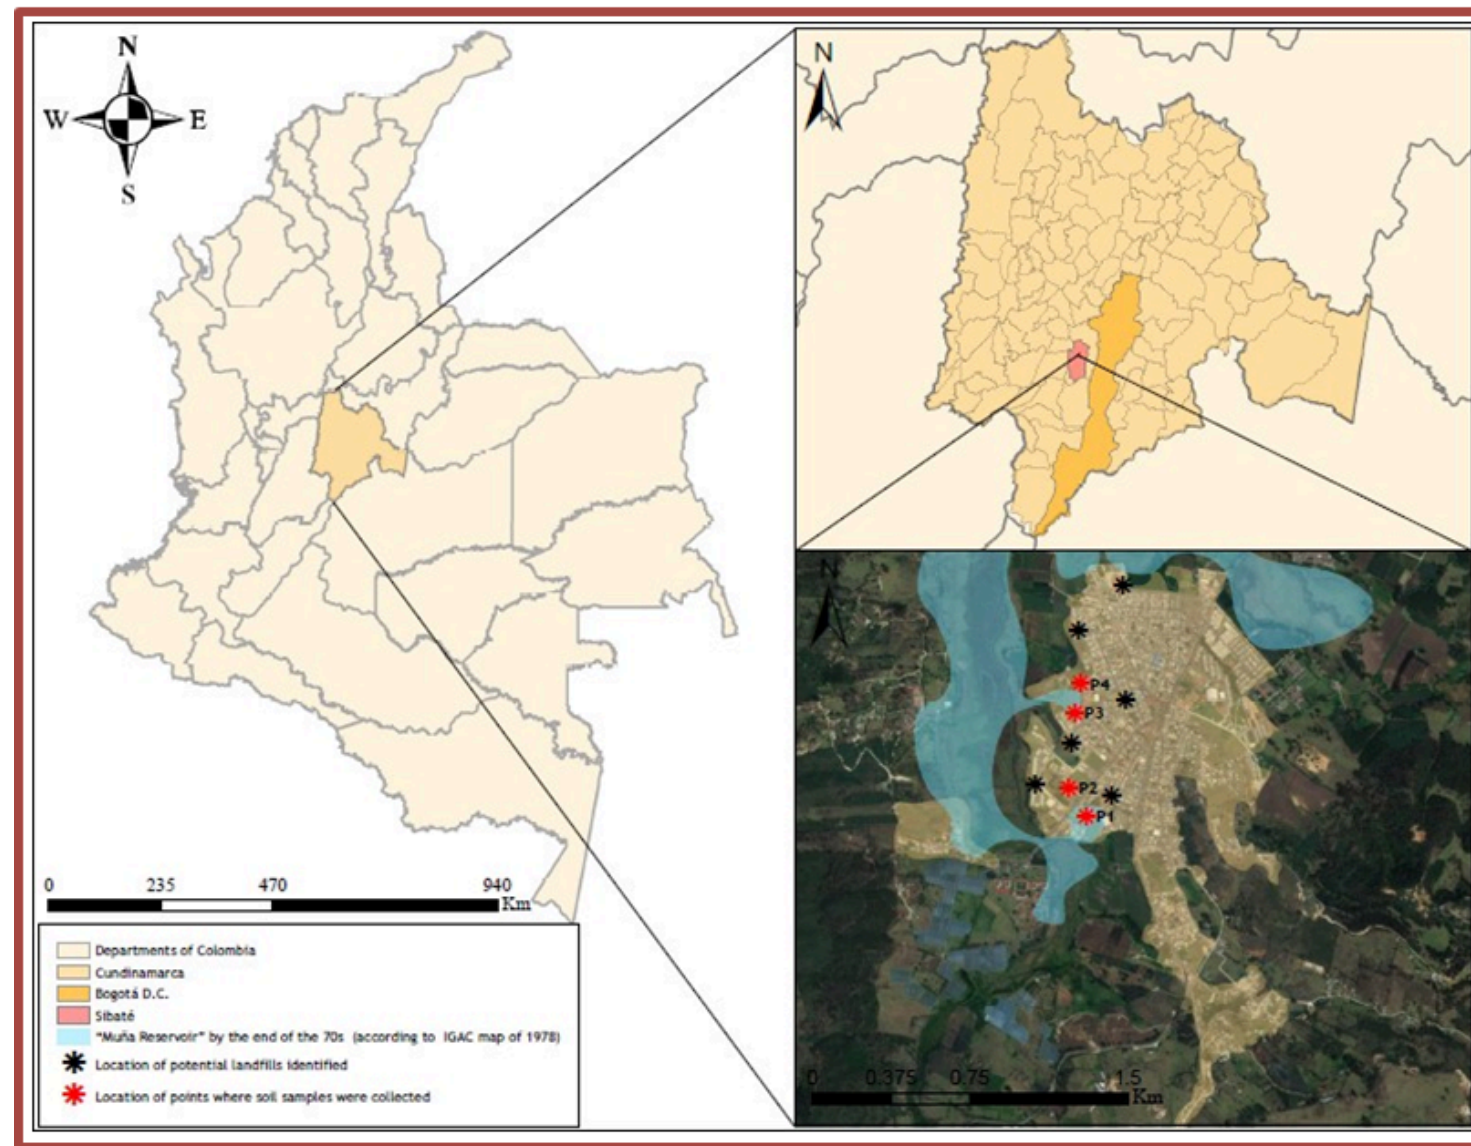 N
W E
S
0 235 470 940
Km
Departments of Colombia
Cundinamarca
Bogotá D.C.
Sibaté
"Muña Reservoir" by the end of the 70s (according to IGAC map of 1978)
Location of potential landfills identified
Location of points where soil samples were collected
N
N
P4
P3
P2
P1
0 0.375 0.75 1.5
Km